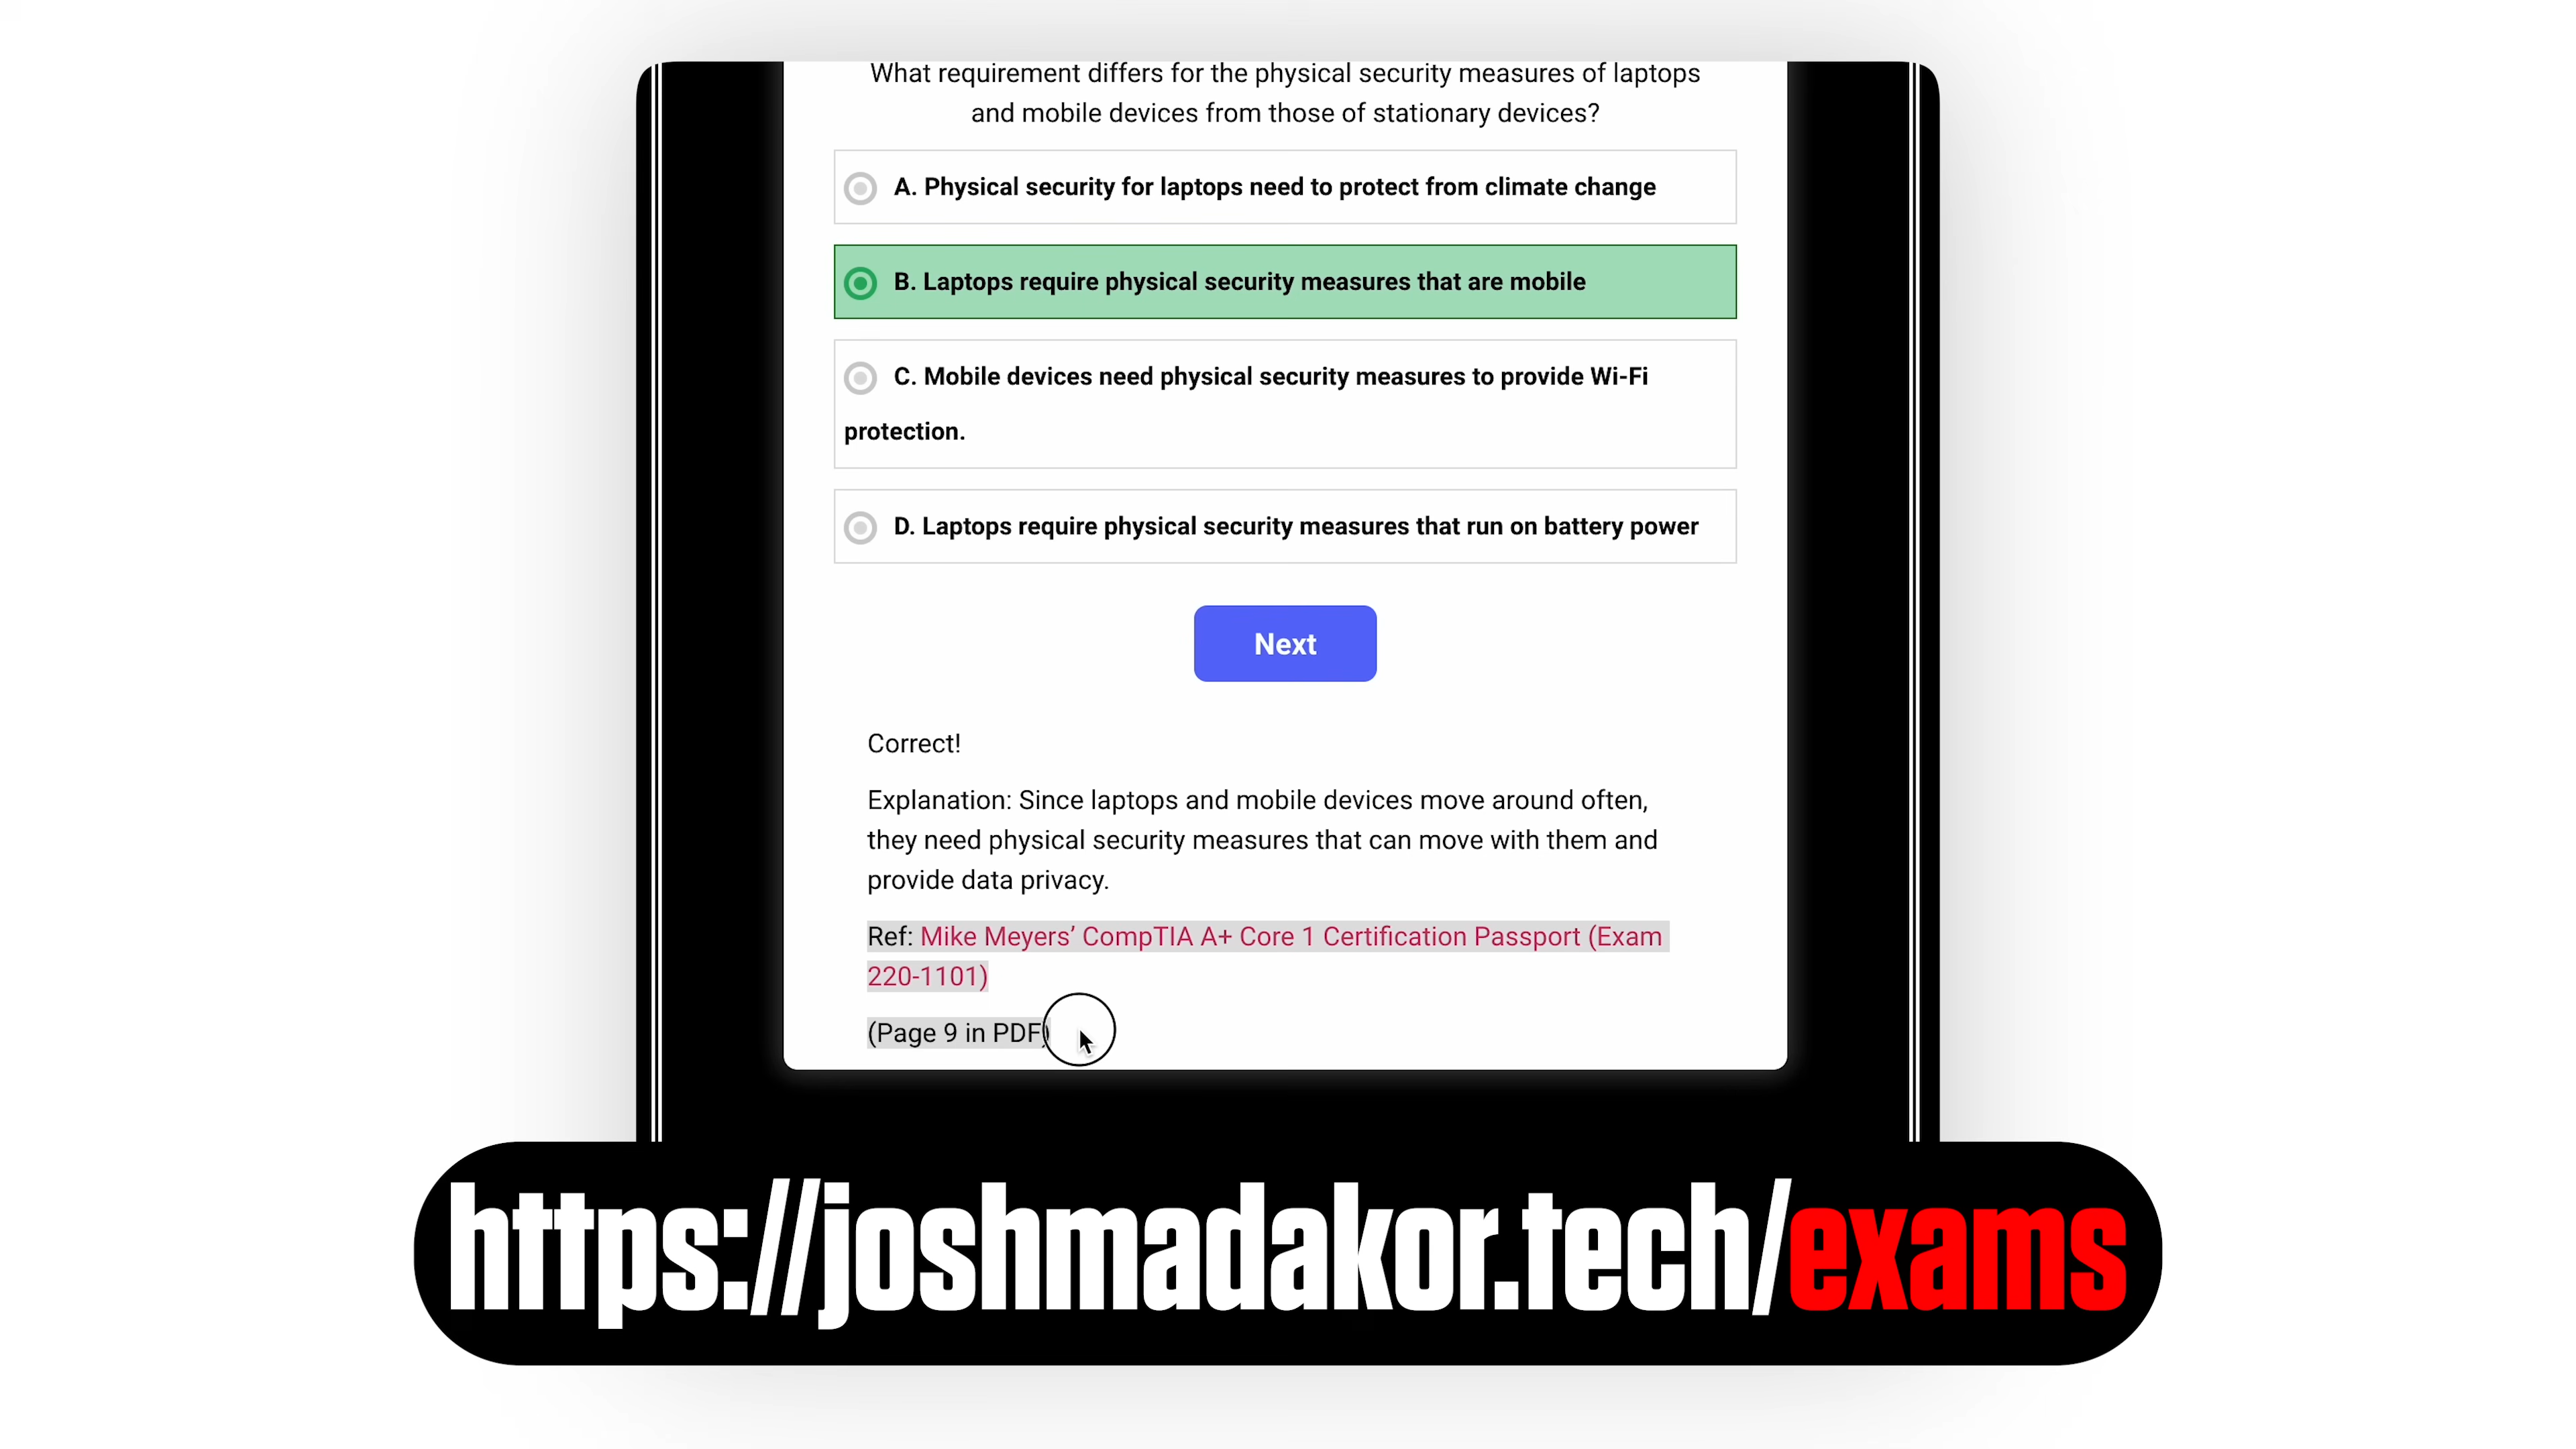 What requirement differs for the physical security measures of laptops
and mobile devices from those of stationary devices?
A. Physical security for laptops need to protect from climate change
B. Laptops require physical security measures that are mobile
C. Mobile devices need physical security measures to provide Wi-Fi
protection.
D. Laptops require physical security measures that run on battery power
Next
Correct!
Explanation: Since laptops and mobile devices move around often,
they need physical security measures that can move with them and
provide data privacy.
Ref: Mike Meyers’ CompTIA A+ Core 1 Certification Passport (Exam
220-1101)
(Page 9 in PDF)
https://joshmadakor.tech/exams